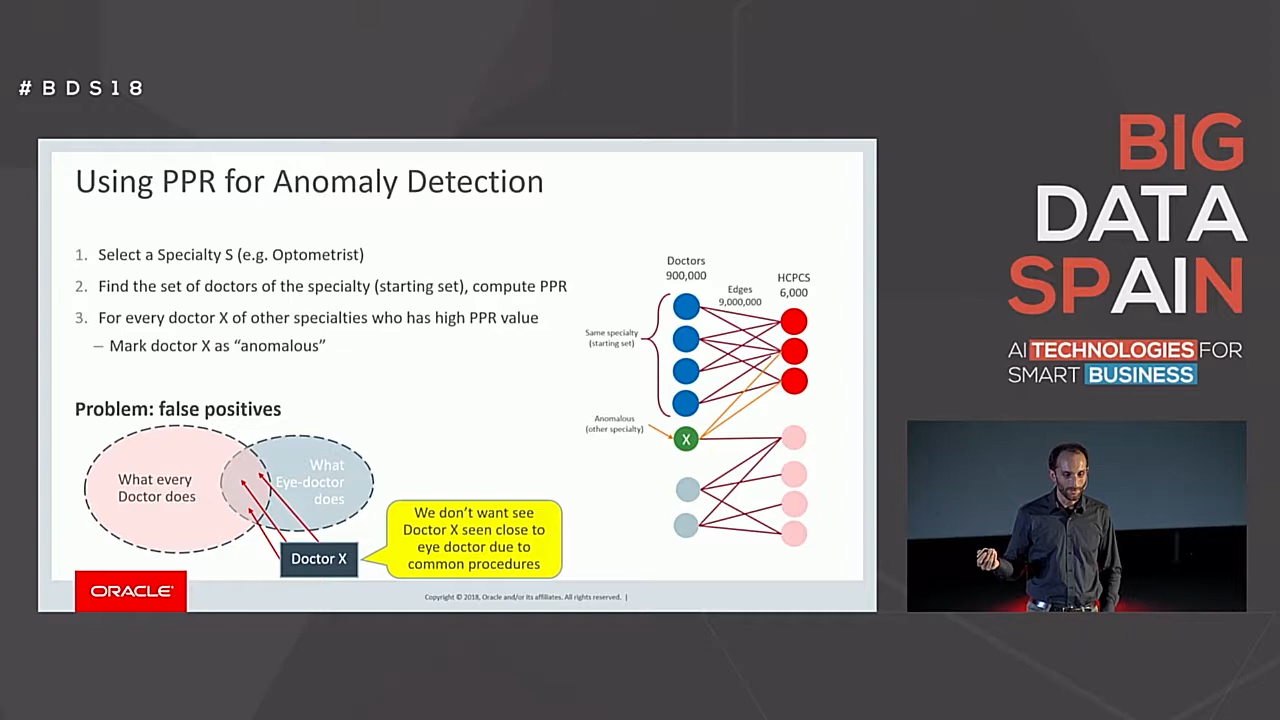 #BDS18
BIG
DATA
SPAIN
AI TECHNOLOGIES FOR
SMART BUSINESS
Using PPR for Anomaly Detection
1. Select a Specialty S (e.g. Optometrist)
2. Find the set of doctors of the specialty (starting set), compute PPR
3. For every doctor X of other specialties who has high PPR value
– Mark doctor X as “anomalous”
Problem: false positives
What every
Doctor does
What
Eye-doctor
does
Doctor X
We don’t want see
Doctor X seen close to
eye doctor due to
common procedures
Doctors
900,000
Edges
9,000,000
HCPCS
6,000
Same specialty
(starting set)
Anomalous
(other specialty)
X
ORACLE®
Copyright © 2018, Oracle and/or its affiliates. All rights reserved. |